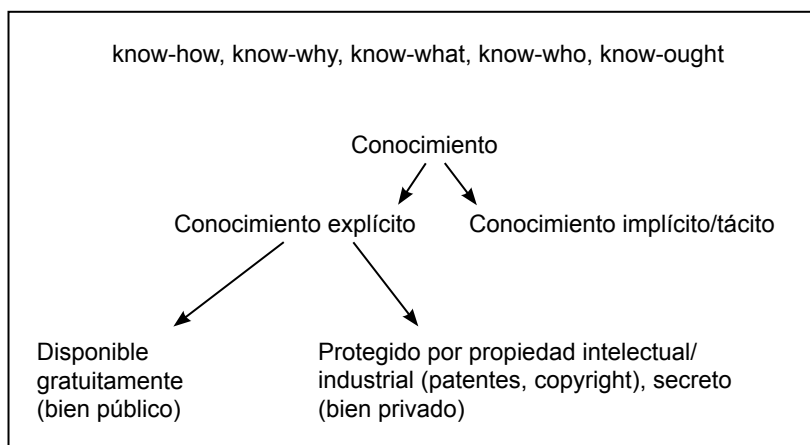 know-how, know-why, know-what, know-who, know-ought
Conocimiento
Conocimiento explícito
Conocimiento implícito/tácito
Disponible
gratuitamente
(bien público)
Protegido por propiedad intelectual/
industrial (patentes, copyright), secreto
(bien privado)